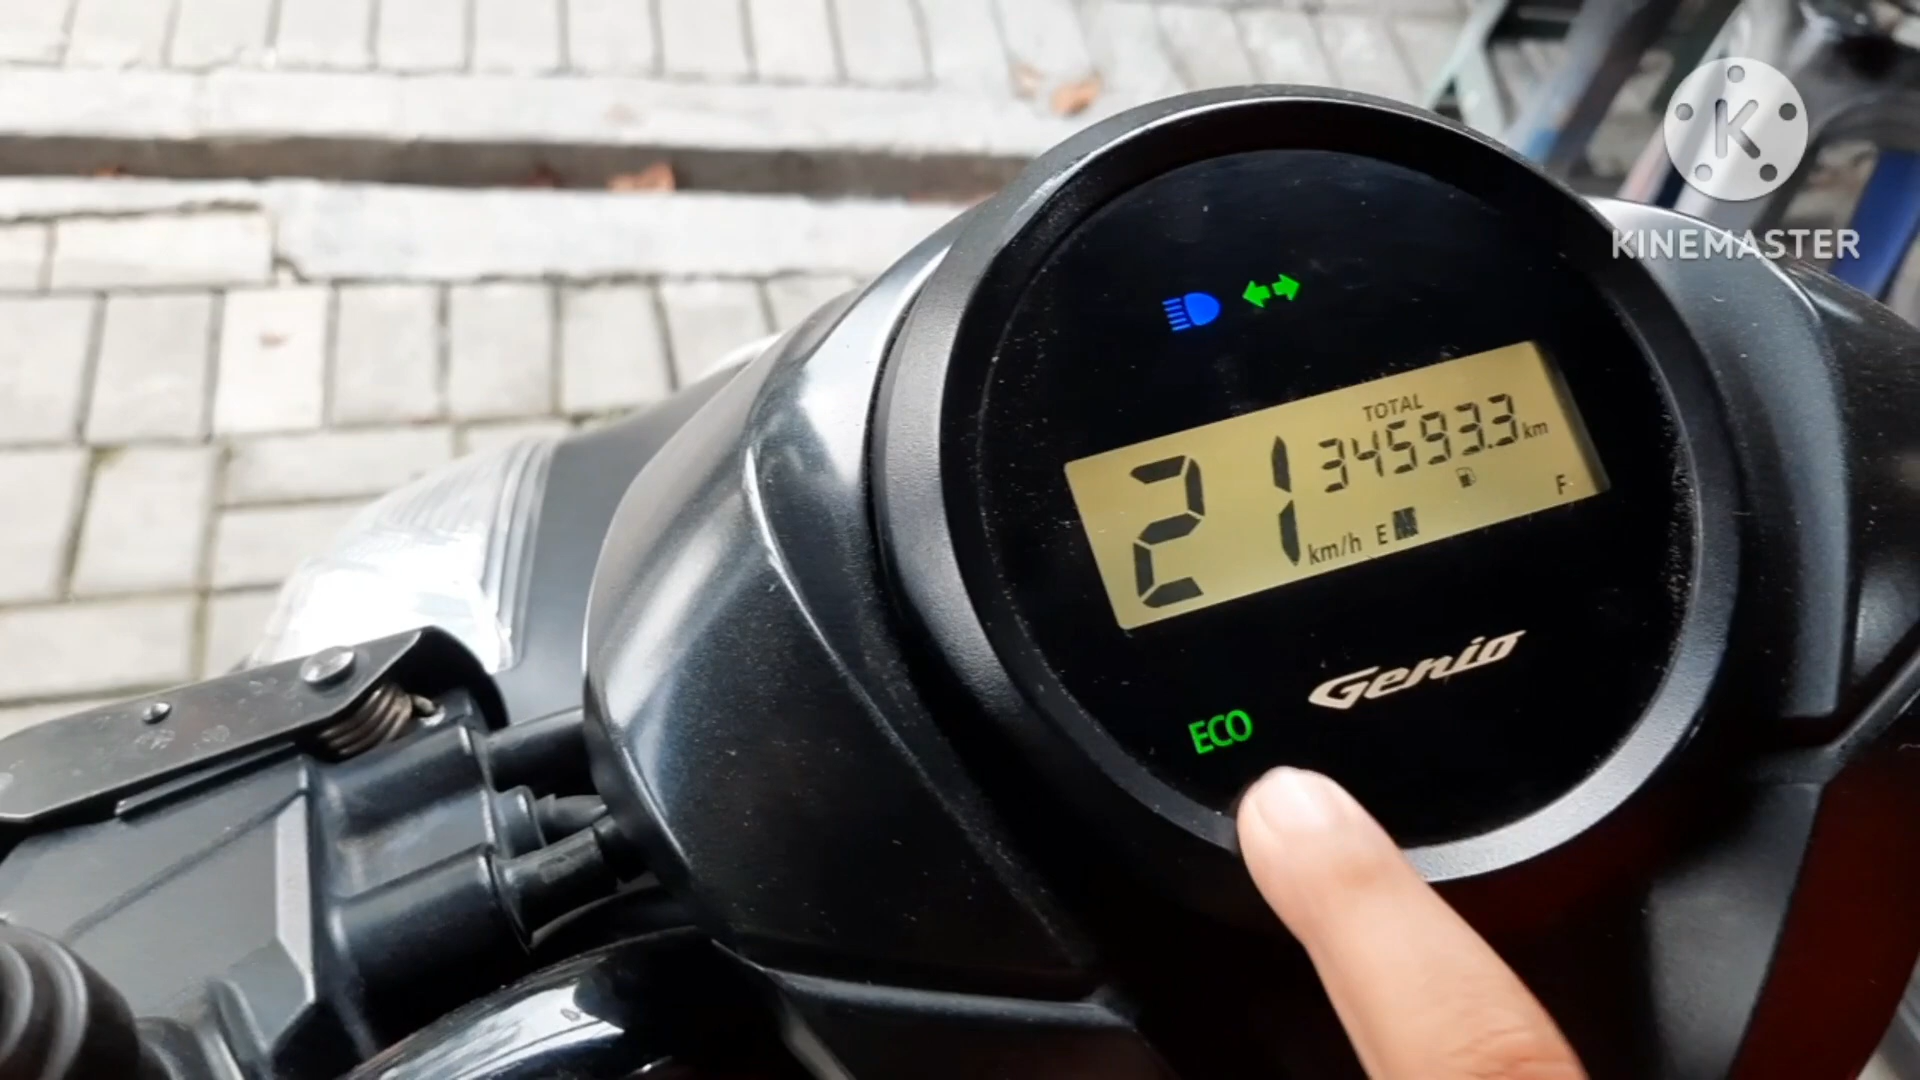 K
KINEMASTER
TOTAL
21 km/h 34593.3 km
E F
Genio
ECO